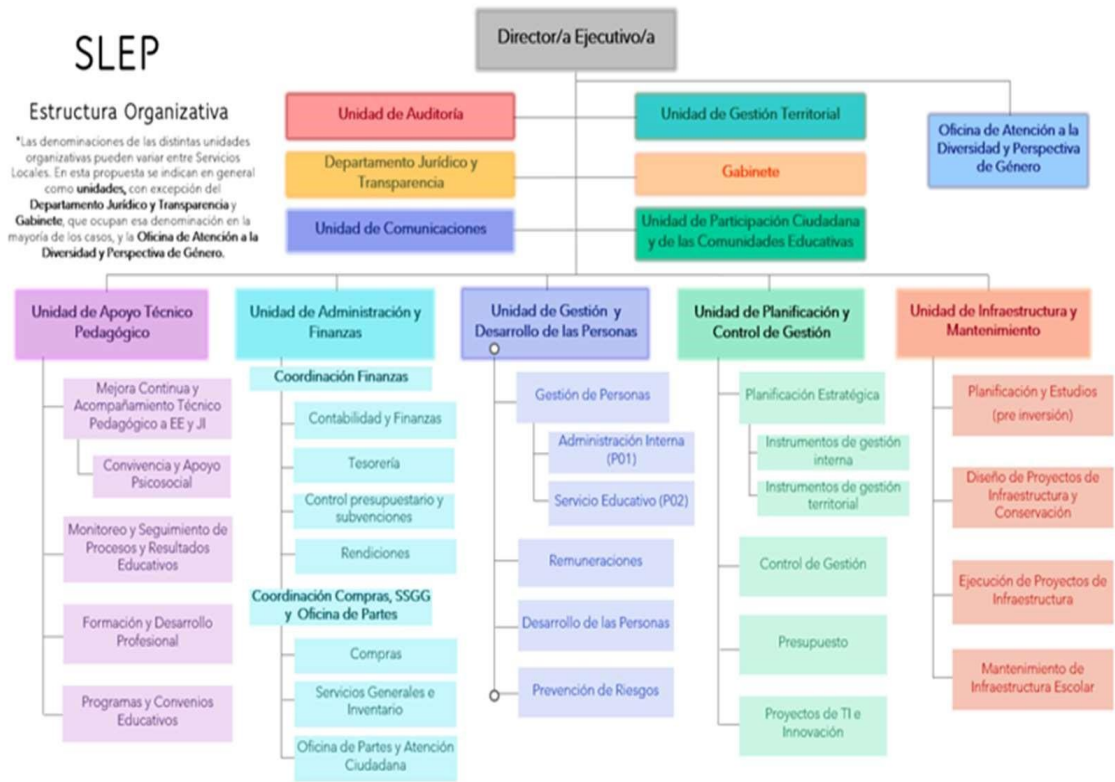 SLEP
Estructura Organizativa
*Las denominaciones de las distintas unidades
organizativas pueden variar entre Servicios
Locales. En esta propuesta se indican en general
como unidades, con excepción del
Departamento Jurídico y Transparencia y
Gabinete, que ocupan esa denominación en la
mayoría de los casos, y la Oficina de Atención a la
Diversidad y Perspectiva de Género.
Director/a Ejecutivo/a
Unidad de Auditoría
Unidad de Gestión Territorial
Oficina de Atención a la
Diversidad y Perspectiva
de Género
Departamento Jurídico y
Transparencia
Gabinete
Unidad de Comunicaciones
Unidad de Participación Ciudadana
y de las Comunidades Educativas
Unidad de Apoyo Técnico
Pedagógico
Mejora Continua y
Acompañamiento Técnico
Pedagógico a EE y JI
Convivencia y Apoyo
Psicosocial
Monitoreo y Seguimiento de
Procesos y Resultados
Educativos
Formación y Desarrollo
Profesional
Programas y Convenios
Educativos
Unidad de Administración y
Finanzas
Coordinación Finanzas
Contabilidad y Finanzas
Tesorería
Control presupuestario y
subvenciones
Rendiciones
Coordinación Compras, SSGG
y Oficina de Partes
Compras
Servicios Generales e
Inventario
Oficina de Partes y Atención
Ciudadana
Unidad de Gestión y
Desarrollo de las Personas
Gestión de Personas
Administración Interna
(P01)
Servicio Educativo (P02)
Remuneraciones
Desarrollo de las Personas
Prevención de Riesgos
Unidad de Planificación y
Control de Gestión
Planificación Estratégica
Instrumentos de gestión
interna
Instrumentos de gestión
territorial
Control de Gestión
Presupuesto
Proyectos de TI e
Innovación
Unidad de Infraestructura y
Mantenimiento
Planificación y Estudios
(pre inversión)
Diseño de Proyectos de
Infraestructura y
Conservación
Ejecución de Proyectos de
Infraestructura
Mantenimiento de
Infraestructura Escolar